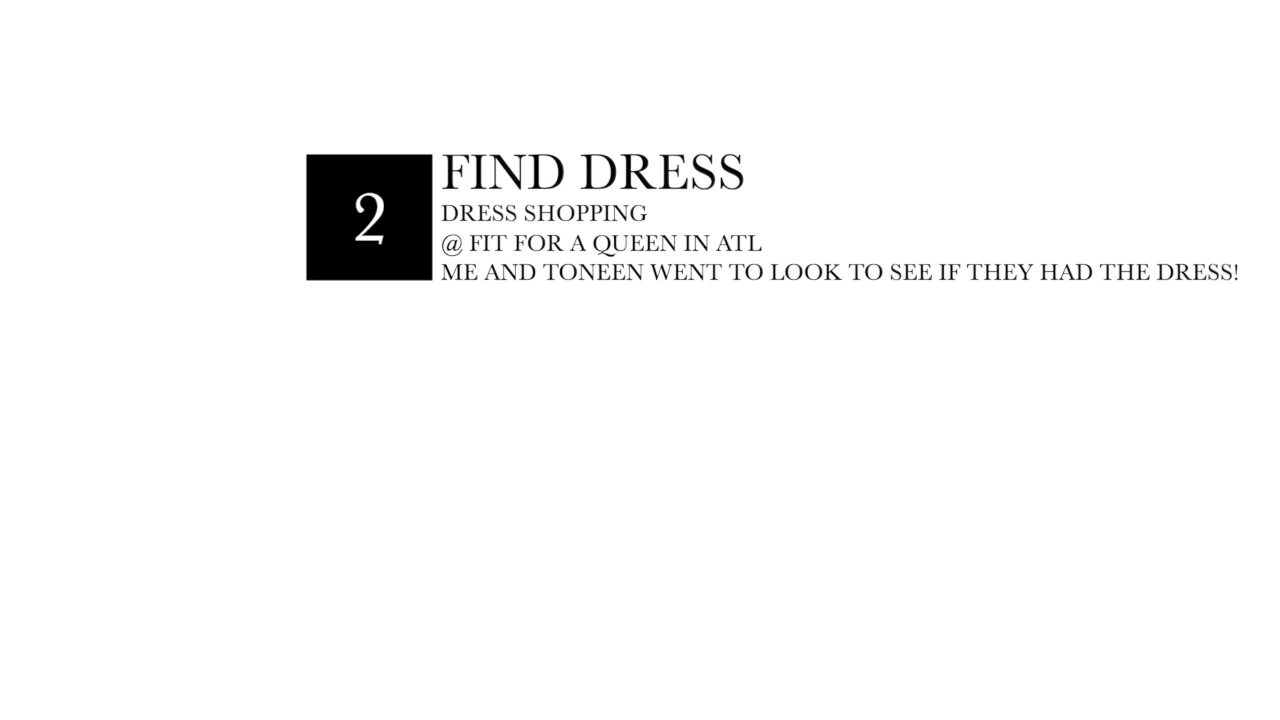 2
FIND DRESS
DRESS SHOPPING
@ FIT FOR A QUEEN IN ATL
ME AND TONEEN WENT TO LOOK TO SEE IF THEY HAD THE DRESS!